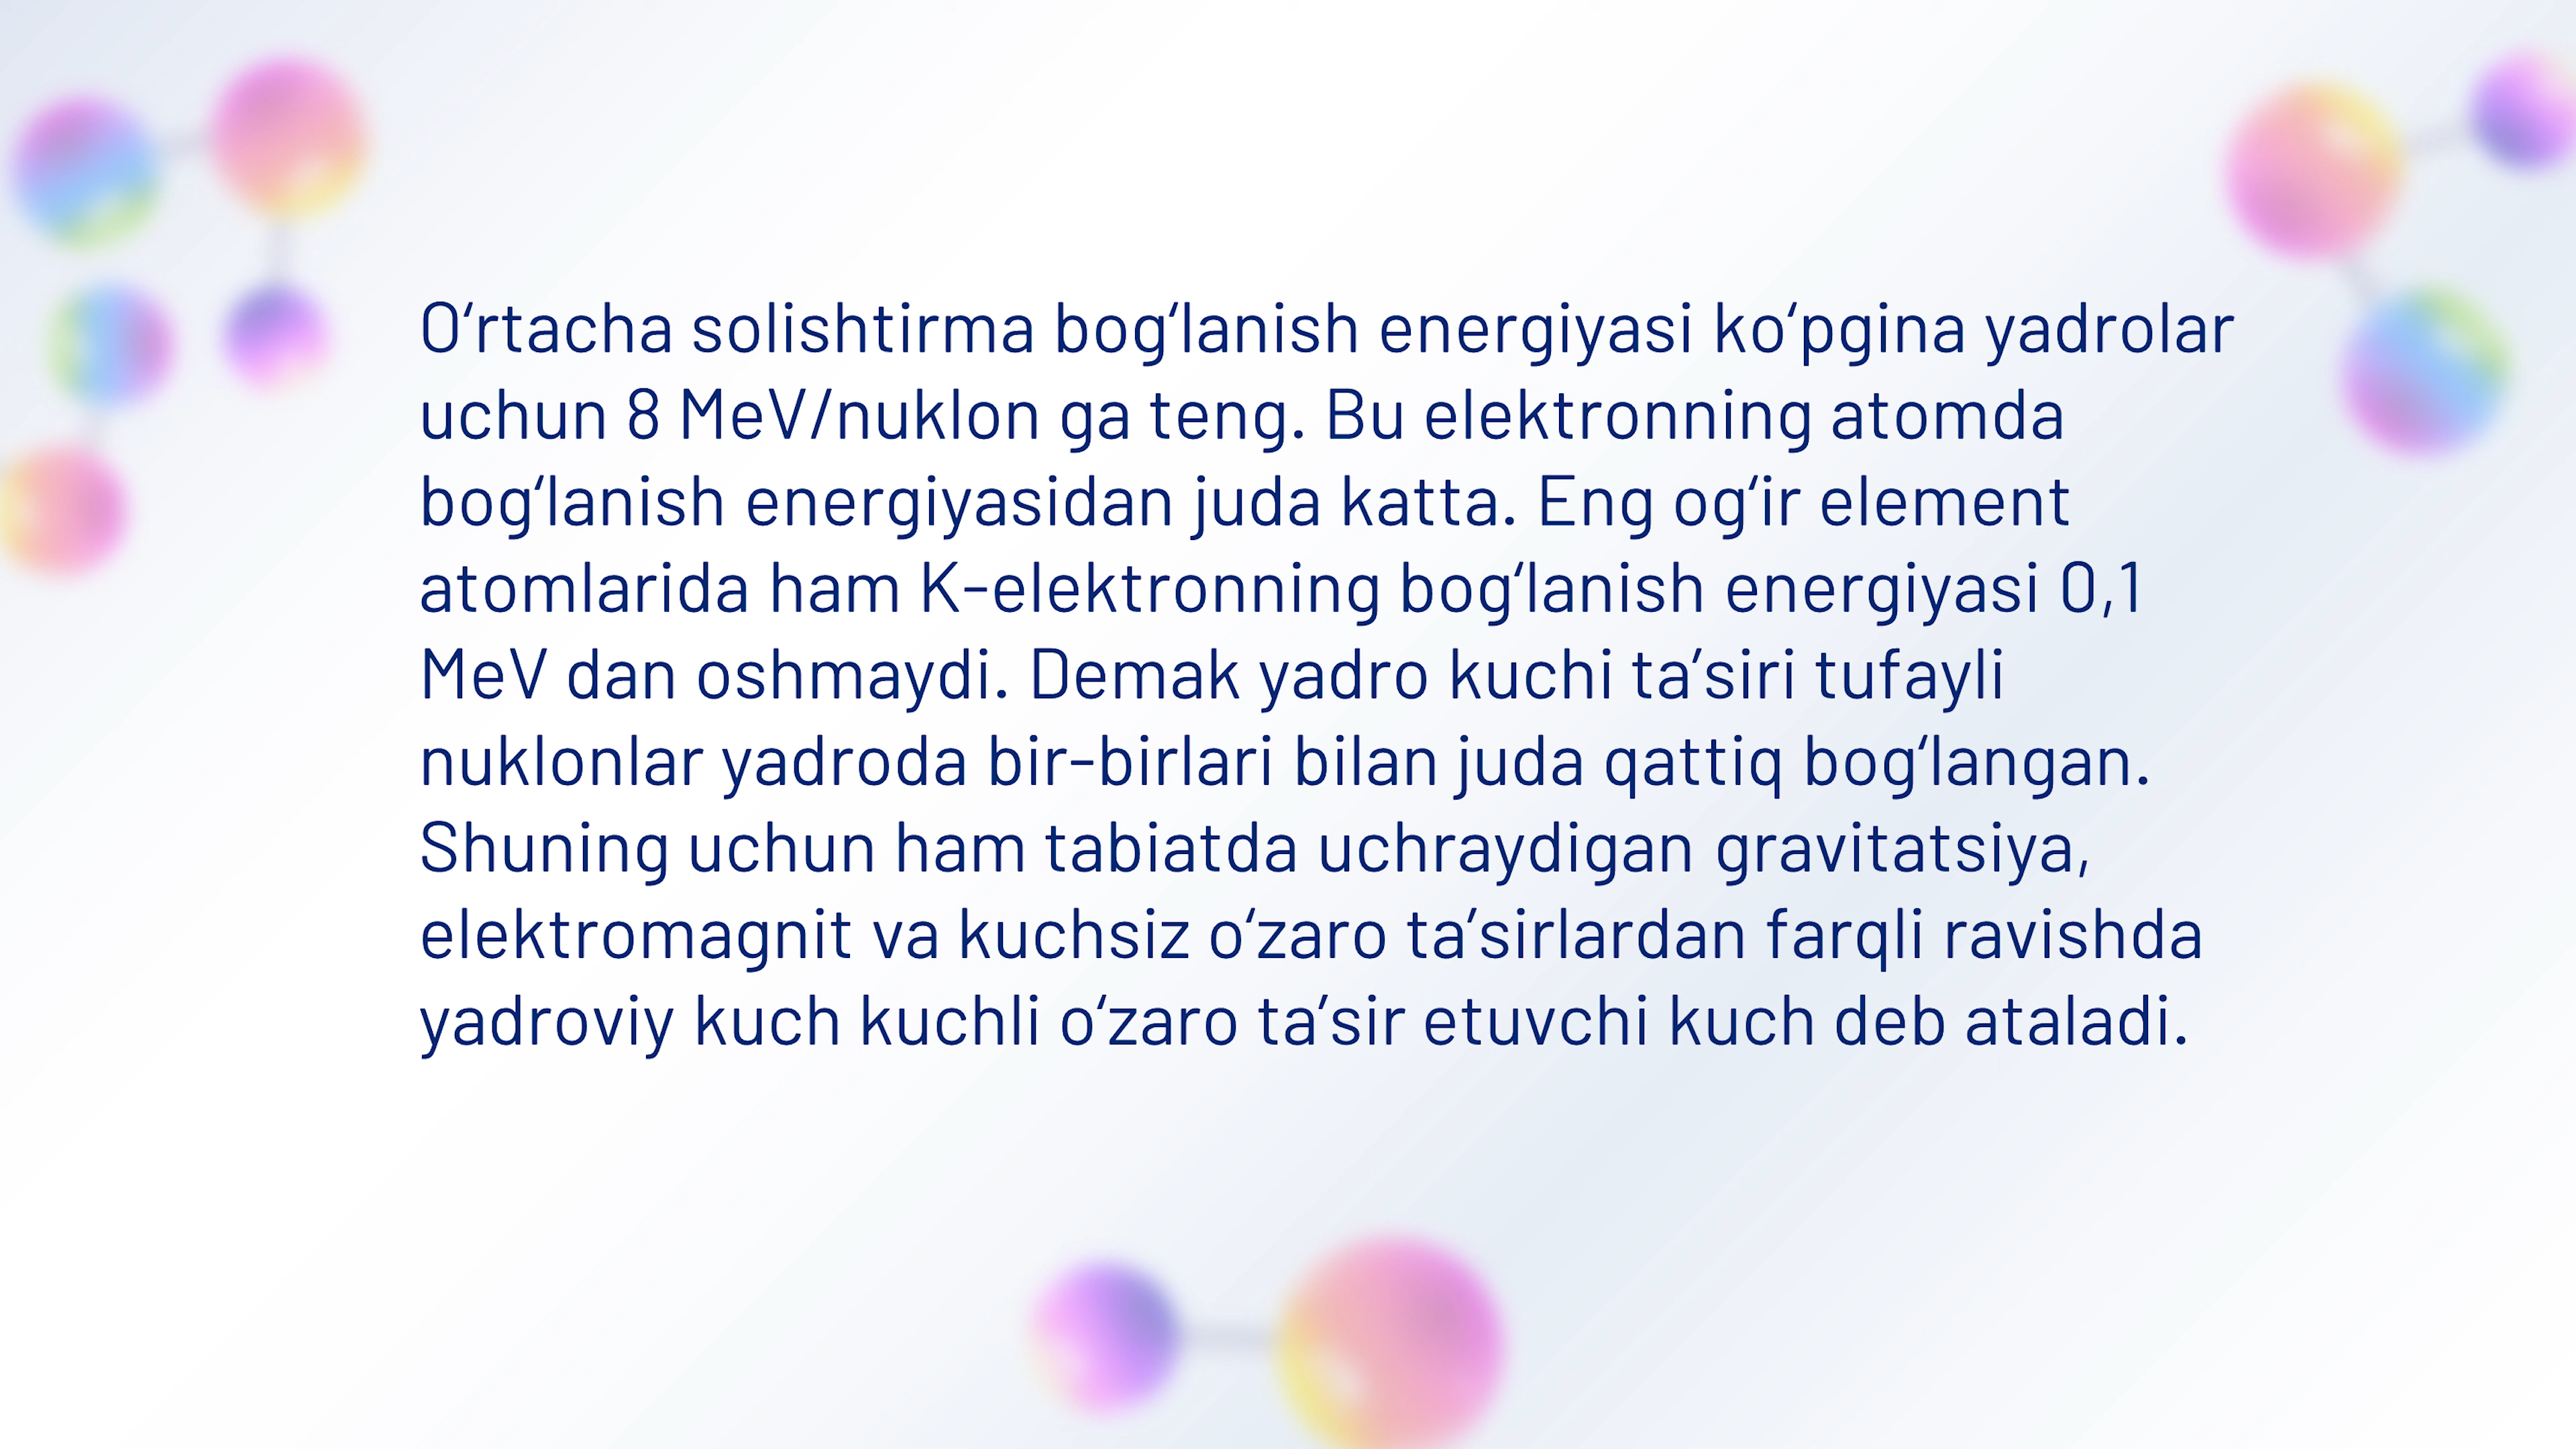 O‘rtacha solishtirma bog‘lanish energiyasi ko‘pgina yadrolar
uchun 8 MeV/nuklon ga teng. Bu elektronning atomda
bog‘lanish energiyasidan juda katta. Eng og‘ir element
atomlarida ham K-elektronning bog‘lanish energiyasi 0,1
MeV dan oshmaydi. Demak yadro kuchi ta’siri tufayli
nuklonlar yadroda bir-birlari bilan juda qattiq bog‘langan.
Shuning uchun ham tabiatda uchraydigan gravitatsiya,
elektromagnit va kuchsiz o‘zaro ta’sirlardan farqli ravishda
yadroviy kuch kuchli o‘zaro ta’sir etuvchi kuch deb ataladi.